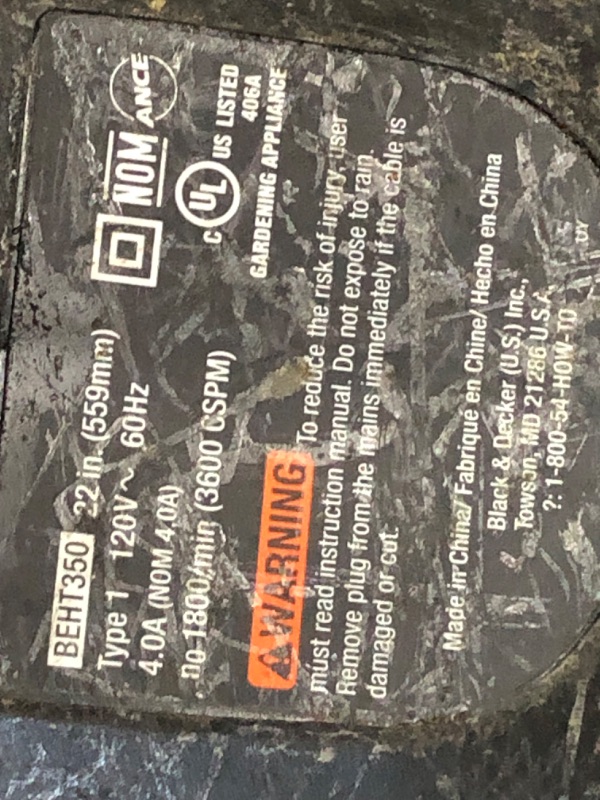 BEHT350 22 in. (559mm)
Type 1 120V~ 60Hz
4.0A (NOM 4.0A)
no 1800/min (3600 CSPM)
NOM
ANCE
C UL US LISTED
406A
GARDENING APPLIANCE
WARNING To reduce the risk of injury, user
must read instruction manual. Do not expose to rain.
Remove plug from the mains immediately if the cable is
damaged or cut.
Made in China/ Fabriqué en Chine/ Hecho en China
Black & Decker (U.S.) Inc.,
Towson, MD 21286 U.S.A.
?: 1-800-54-HOW-TO